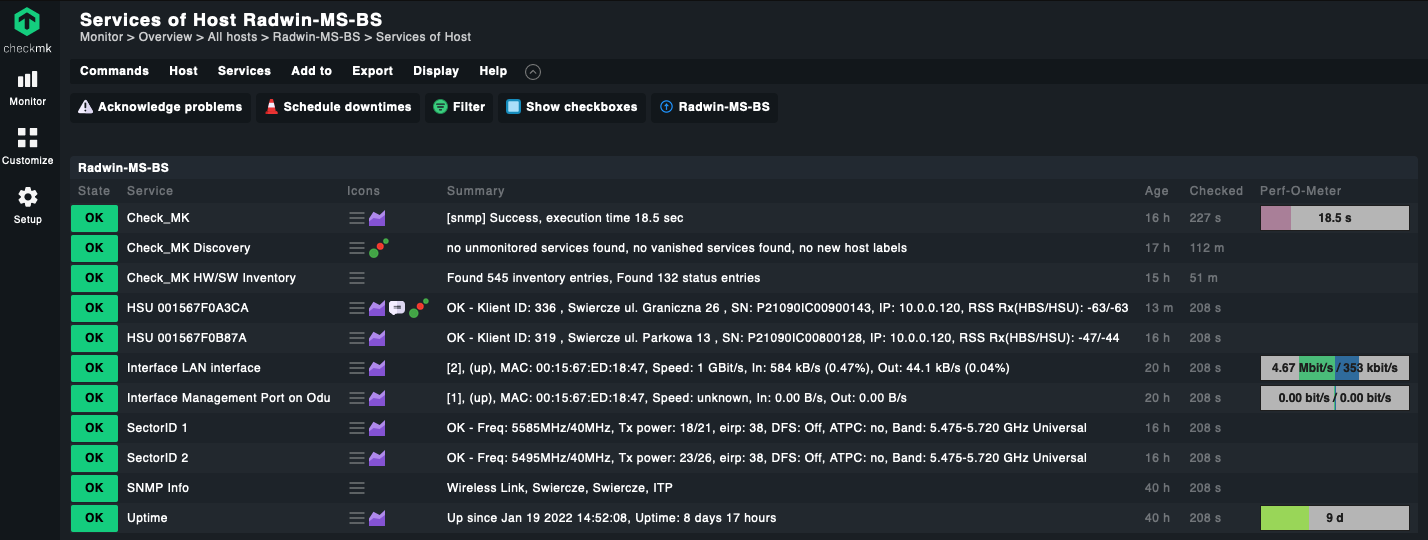 checkmk
Monitor
Customize
Setup
Services of Host Radwin-MS-BS
Monitor > Overview > All hosts > Radwin-MS-BS > Services of Host
Commands Host Services Add to Export Display Help
Acknowledge problems Schedule downtimes Filter Show checkboxes Radwin-MS-BS
Radwin-MS-BS
State Service Icons Summary Age Checked Perf-O-Meter
OK Check_MK [snmp] Success, execution time 18.5 sec 16 h 227 s 18.5 s
OK Check_MK Discovery no unmonitored services found, no vanished services found, no new host labels 17 h 112 m
OK Check_MK HW/SW Inventory Found 545 inventory entries, Found 132 status entries 15 h 51 m
OK HSU 001567F0A3CA OK - Klient ID: 336 , Swiercze ul. Graniczna 26 , SN: P21090IC00900143, IP: 10.0.0.120, RSS Rx(HBS/HSU): -63/-63 13 m 208 s
OK HSU 001567F0B87A OK - Klient ID: 319 , Swiercze ul. Parkowa 13 , SN: P21090IC00800128, IP: 10.0.0.120, RSS Rx(HBS/HSU): -47/-44 16 h 208 s
OK Interface LAN interface [2], (up), MAC: 00:15:67:ED:18:47, Speed: 1 GBit/s, In: 584 kB/s (0.47%), Out: 44.1 kB/s (0.04%) 20 h 208 s 4.67 Mbit/s / 353 kbit/s
OK Interface Management Port on Odu [1], (up), MAC: 00:15:67:ED:18:47, Speed: unknown, In: 0.00 B/s, Out: 0.00 B/s 20 h 208 s 0.00 bit/s / 0.00 bit/s
OK SectorID 1 OK - Freq: 5585MHz/40MHz, Tx power: 18/21, eirp: 38, DFS: Off, ATPC: no, Band: 5.475-5.720 GHz Universal 16 h 208 s
OK SectorID 2 OK - Freq: 5495MHz/40MHz, Tx power: 23/26, eirp: 38, DFS: Off, ATPC: no, Band: 5.475-5.720 GHz Universal 16 h 208 s
OK SNMP Info Wireless Link, Swiercze, Swiercze, ITP 40 h 208 s
OK Uptime Up since Jan 19 2022 14:52:08, Uptime: 8 days 17 hours 40 h 208 s 9 d